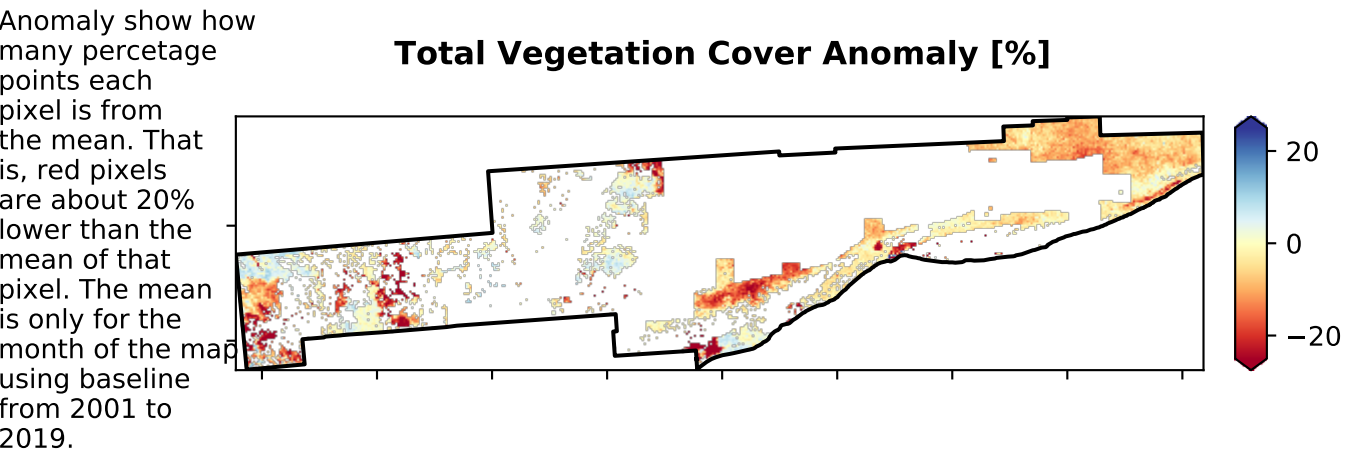 Anomaly show how
many percetage
points each
pixel is from
the mean. That
is, red pixels
are about 20%
lower than the
mean of that
pixel. The mean
is only for the
month of the map
using baseline
from 2001 to
2019.
Total Vegetation Cover Anomaly [%]
20
0
−20